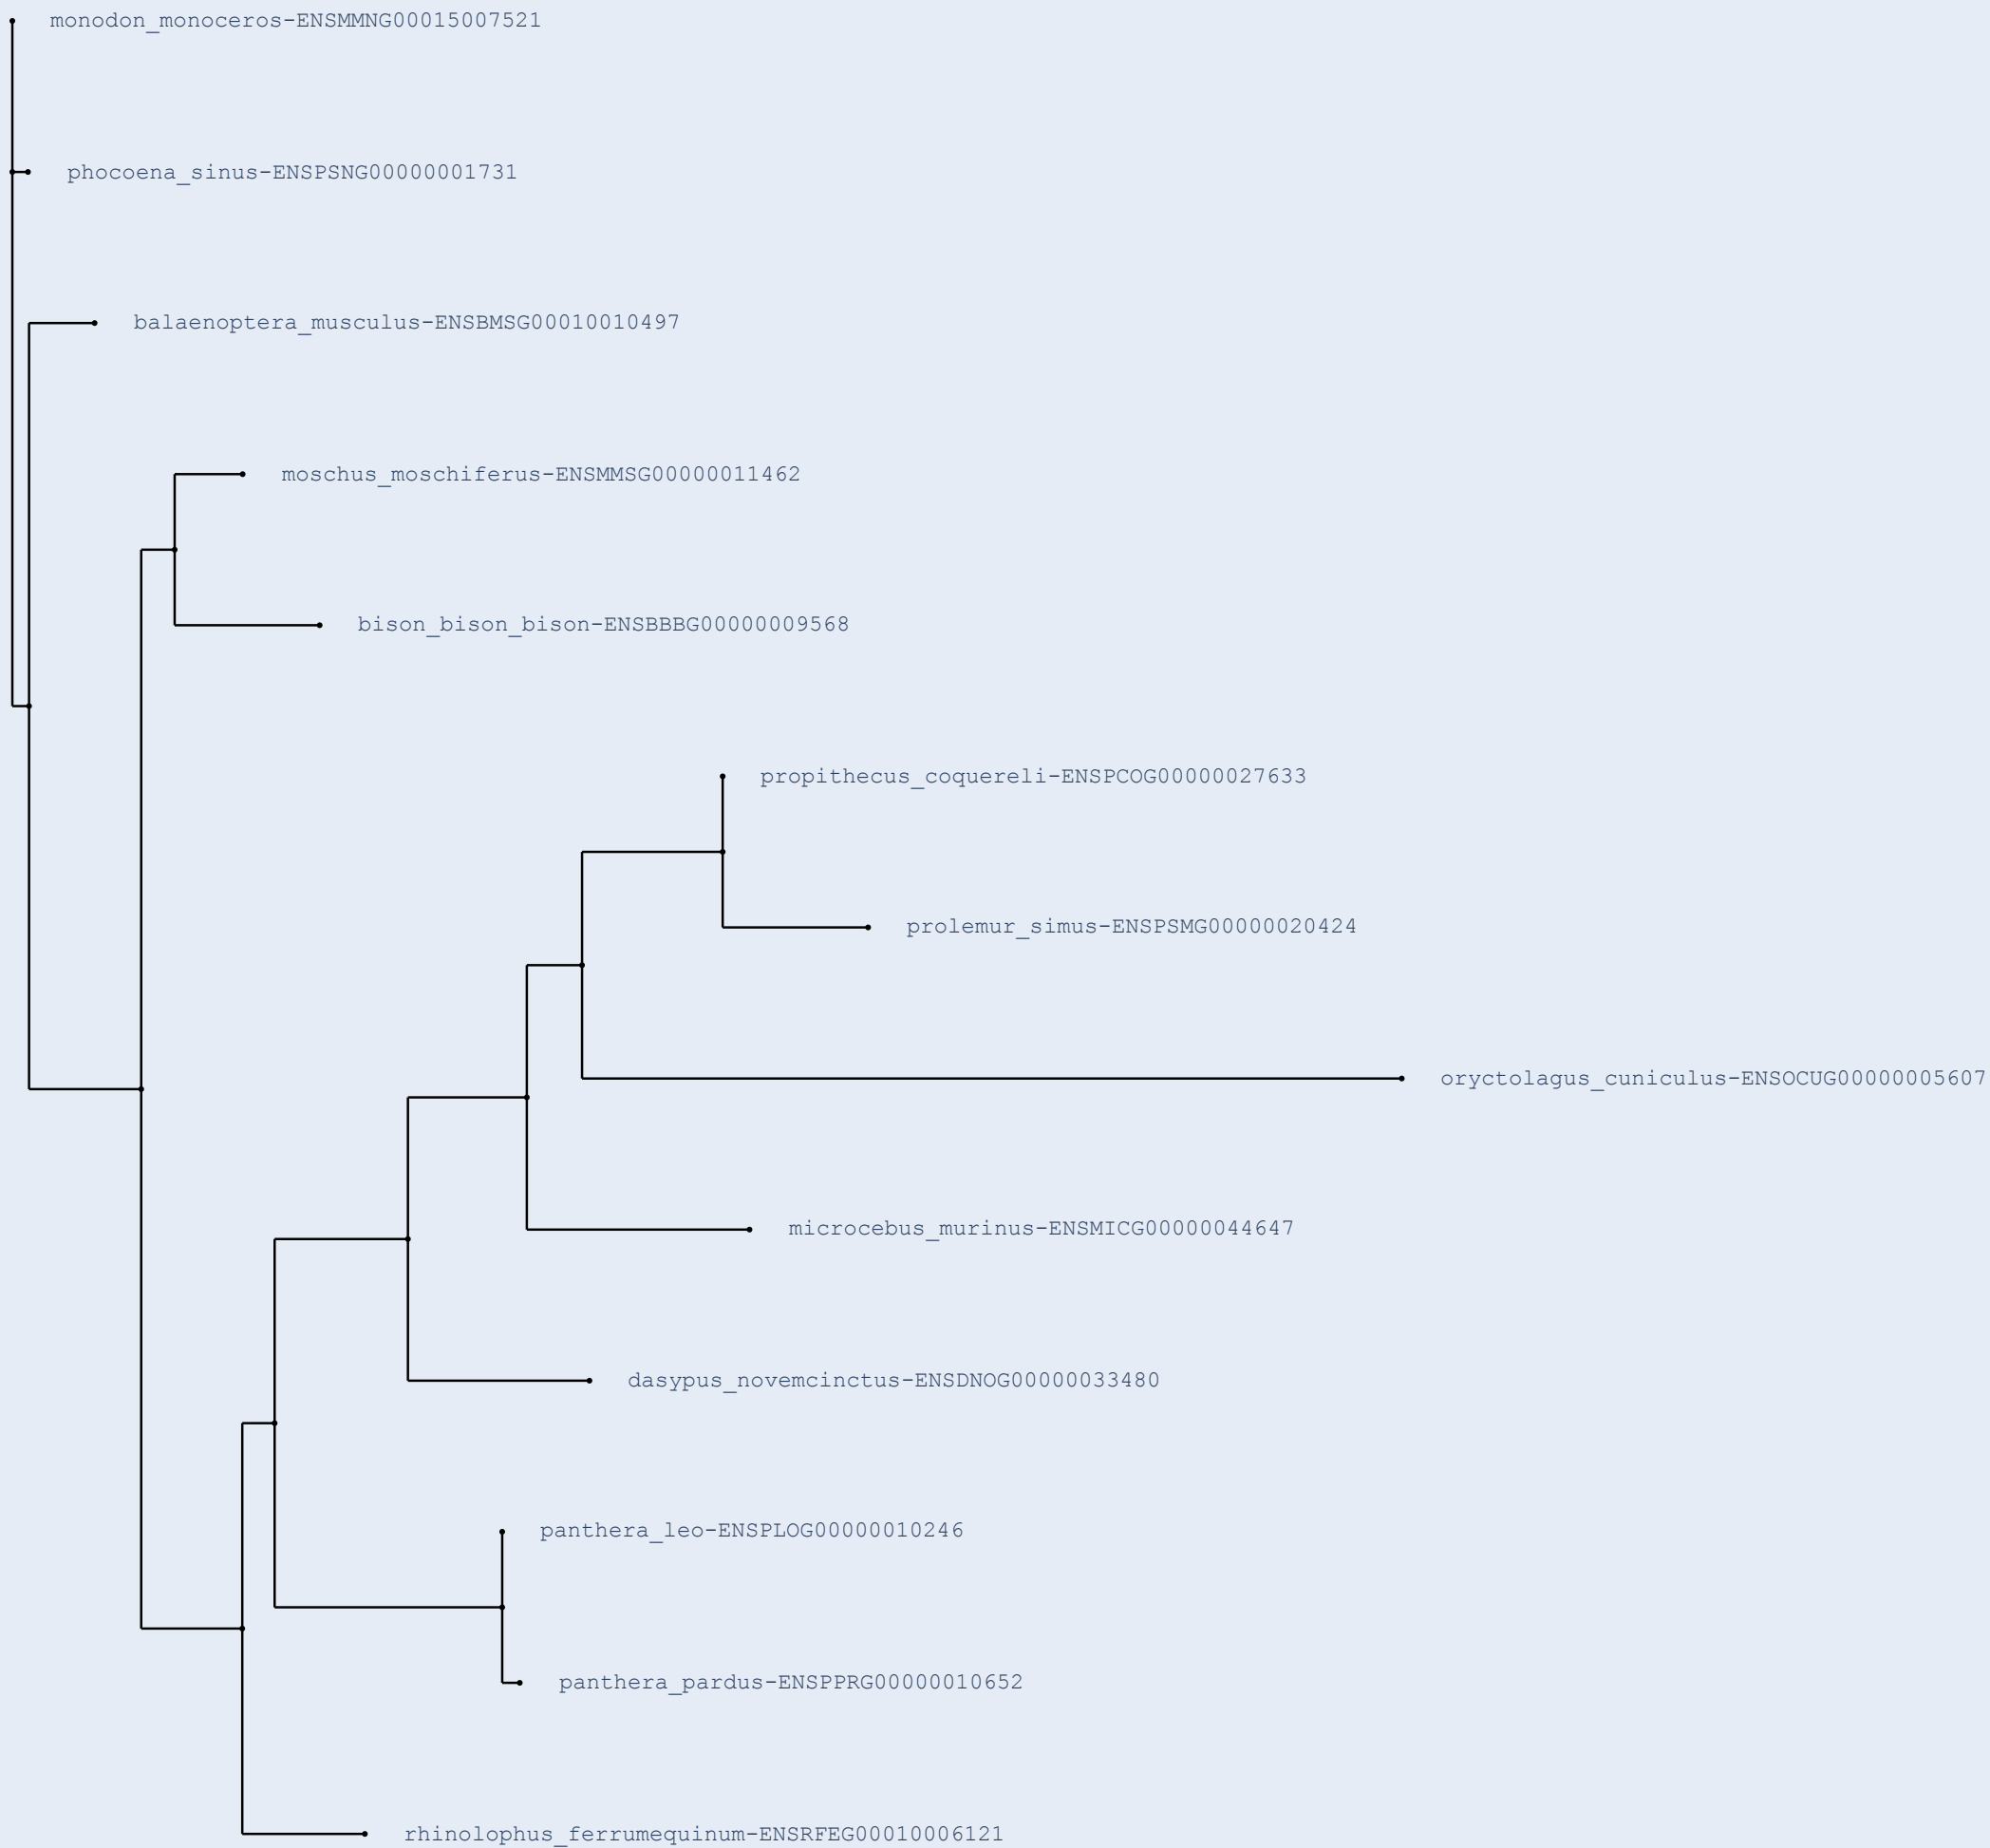 monodon_monoceros-ENSMMNG00015007521
phocoena_sinus-ENSPSNG00000001731
balaenoptera_musculus-ENSBMSG00010010497
moschus_moschiferus-ENSMMSG00000011462
bison_bison_bison-ENSBBBG00000009568
propithecus_coquereli-ENSPCOG00000027633
prolemur_simus-ENSPSMG00000020424
oryctolagus_cuniculus-ENSOCUG00000005607
microcebus_murinus-ENSMICG00000044647
dasypus_novemcinctus-ENSDNOG00000033480
panthera_leo-ENSPLOG00000010246
panthera_pardus-ENSPPRG00000010652
rhinolophus_ferrumequinum-ENSRFEG00010006121